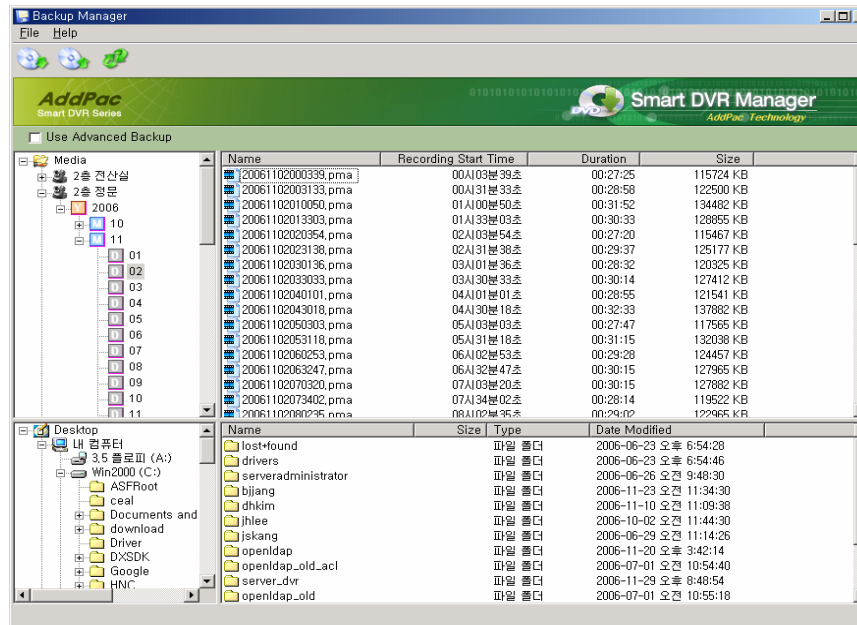 Backup Manager
File Help
AddPac
Smart DVR Series
Smart DVR Manager
AddPac Technology
Use Advanced Backup
Media
2층 전산실
2층 정문
2006
10
11
01
02
03
04
05
06
07
08
09
10
11
Name Recording Start Time Duration Size
20061102000339.pma 00시03분39초 00:27:25 115724 KB
20061102003133.pma 00시31분33초 00:28:58 122500 KB
20061102010050.pma 01시00분50초 00:31:52 134482 KB
20061102013303.pma 01시33분03초 00:30:33 128855 KB
20061102020354.pma 02시03분54초 00:27:20 115467 KB
20061102023138.pma 02시31분38초 00:29:37 125177 KB
20061102030136.pma 03시01분36초 00:28:32 120325 KB
20061102033033.pma 03시30분33초 00:30:14 127412 KB
20061102040101.pma 04시01분01초 00:28:55 121541 KB
20061102043018.pma 04시30분18초 00:32:33 137882 KB
20061102050303.pma 05시03분03초 00:27:47 117565 KB
20061102053118.pma 05시31분18초 00:31:15 132038 KB
20061102060253.pma 06시02분53초 00:29:28 124457 KB
20061102063247.pma 06시32분47초 00:30:15 127965 KB
20061102070320.pma 07시03분20초 00:30:15 127882 KB
20061102073402.pma 07시34분02초 00:28:14 119522 KB
20061102080235.pma 08시02분35초 00:29:02 122965 KB
Desktop
내 컴퓨터
3.5 플로피 (A:)
Win2000 (C:)
ASFRoot
ceal
Documents and
download
Driver
DXSDK
Google
HNC
Name Size Type Date Modified
lost+found 파일 폴더 2006-06-23 오후 6:54:28
drivers 파일 폴더 2006-06-23 오후 6:54:46
serveradministrator 파일 폴더 2006-06-26 오전 9:48:30
bjjang 파일 폴더 2006-11-23 오전 11:34:30
dhkim 파일 폴더 2006-11-10 오전 11:09:38
jhlee 파일 폴더 2006-10-02 오전 11:44:30
jskang 파일 폴더 2006-06-29 오전 11:14:26
openldap 파일 폴더 2006-11-20 오후 3:42:14
openldap_old_acl 파일 폴더 2006-07-01 오전 10:54:40
server_dvr 파일 폴더 2006-11-29 오후 8:48:54
openldap_old 파일 폴더 2006-07-01 오전 10:55:18